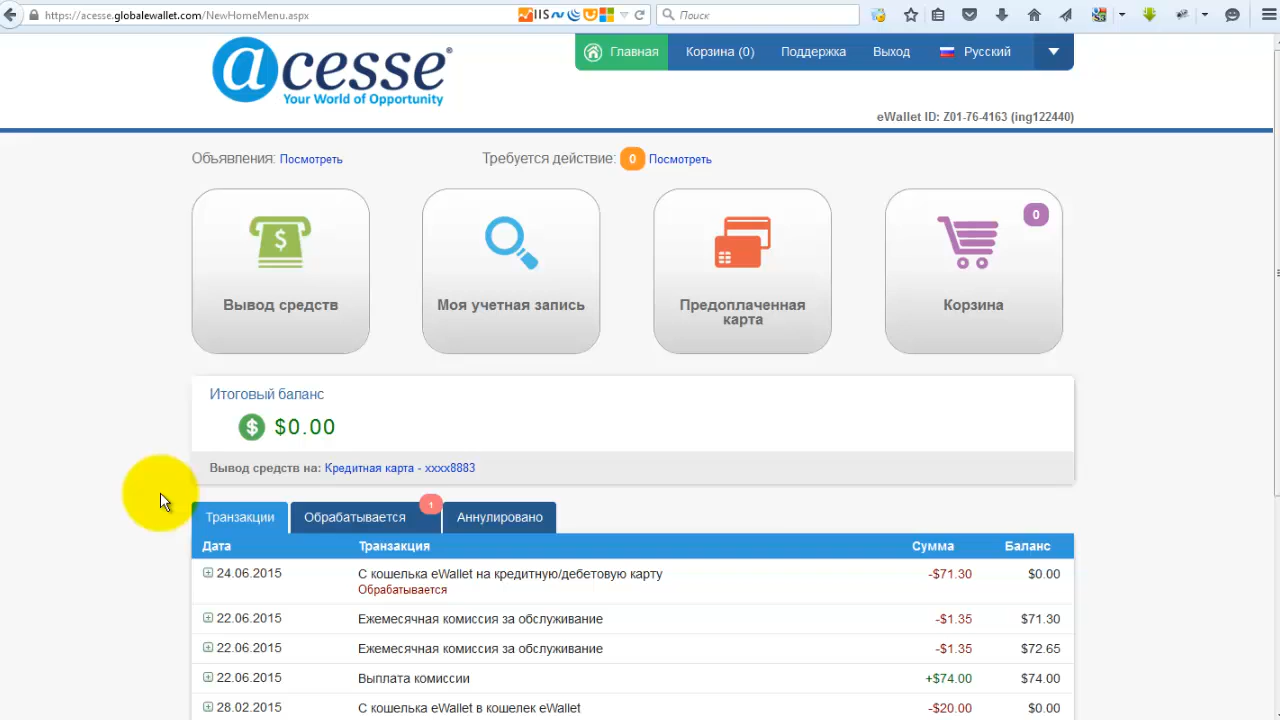 https://acesse.globalewallet.com/NewHomeMenu.aspx
IIS
Поиск
@cesse®
Your World of Opportunity
Главная Корзина (0) Поддержка Выход Русский
eWallet ID: Z01-76-4163 (ing122440)
Объявления: Посмотреть Требуется действие: 0 Посмотреть
0
$
Вывод средств
Моя учетная запись
Предоплаченная
карта
Корзина
Итоговый баланс
$ $0.00
Вывод средств на: Кредитная карта - xxxx8883
Транзакции Обрабатывается 1 Аннулировано
Дата Транзакция Сумма Баланс
24.06.2015 С кошелька eWallet на кредитную/дебетовую карту -$71.30 $0.00
Обрабатывается
22.06.2015 Ежемесячная комиссия за обслуживание -$1.35 $71.30
22.06.2015 Ежемесячная комиссия за обслуживание -$1.35 $72.65
22.06.2015 Выплата комиссии +$74.00 $74.00
28.02.2015 С кошелька eWallet в кошелек eWallet -$20.00 $0.00